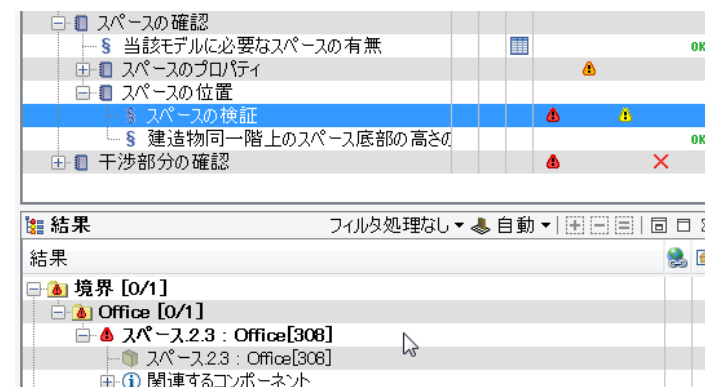 スペースの確認
§ 当該モデルに必要なスペースの有無 OK
スペースのプロパティ
スペースの位置
§ スペースの検証
§ 建造物同一階上のスペース底部の高さの OK
干渉部分の確認
結果 フィルタ処理なし 自動
結果
境界 [0/1]
Office [0/1]
スペース.2.3 : Office[308]
スペース.2.3 : Office[308]
関連するコンポーネント